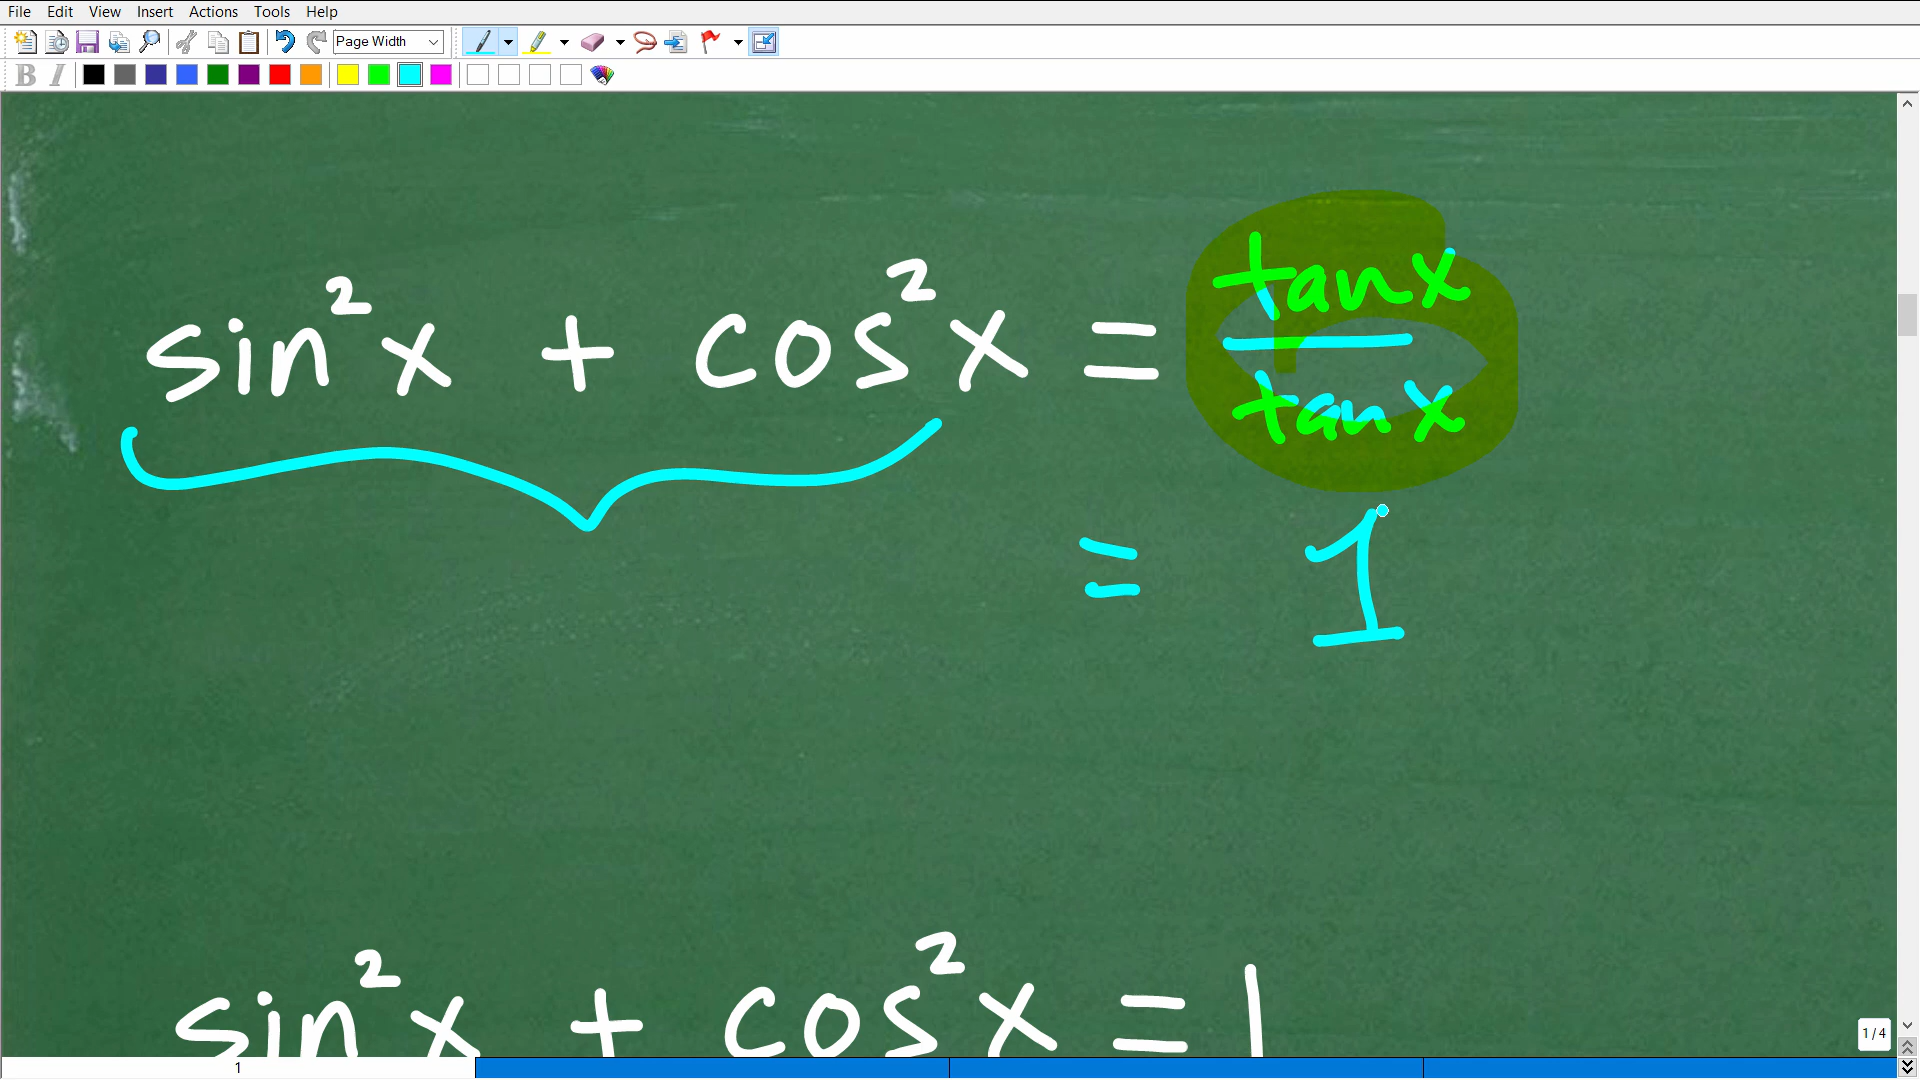 File Edit View Insert Actions Tools Help
Page Width
B I
sin²x + cos²x = tanx/tanx
= 1
sin²x + cos²x = 1
1/4
1